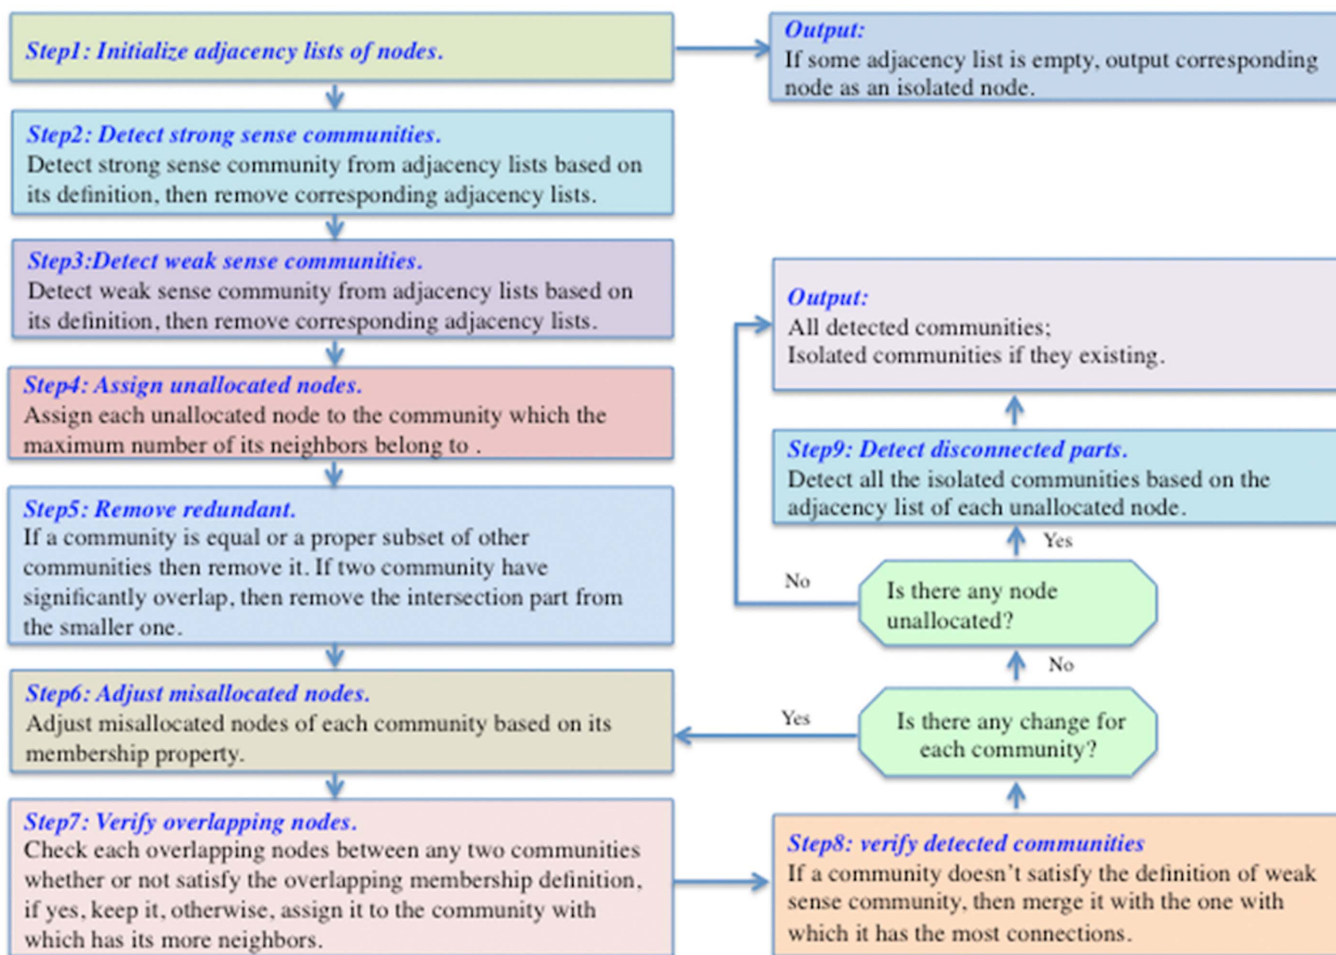 Step1: Initialize adjacency lists of nodes.
Output:
If some adjacency list is empty, output corresponding
node as an isolated node.
Step2: Detect strong sense communities.
Detect strong sense community from adjacency lists based on
its definition, then remove corresponding adjacency lists.
Step3:Detect weak sense communities.
Detect weak sense community from adjacency lists based on
its definition, then remove corresponding adjacency lists.
Step4: Assign unallocated nodes.
Assign each unallocated node to the community which the
maximum number of its neighbors belong to .
Step5: Remove redundant.
If a community is equal or a proper subset of other
communities then remove it. If two community have
significantly overlap, then remove the intersection part from
the smaller one.
Step6: Adjust misallocated nodes.
Adjust misallocated nodes of each community based on its
membership property.
Step7: Verify overlapping nodes.
Check each overlapping nodes between any two communities
whether or not satisfy the overlapping membership definition,
if yes, keep it, otherwise, assign it to the community with
which has its more neighbors.
Step8: verify detected communities
If a community doesn't satisfy the definition of weak
sense community, then merge it with the one with
which it has the most connections.
Is there any change for
each community?
Yes
No
Is there any node
unallocated?
No
Yes
Step9: Detect disconnected parts.
Detect all the isolated communities based on the
adjacency list of each unallocated node.
Output:
All detected communities;
Isolated communities if they existing.